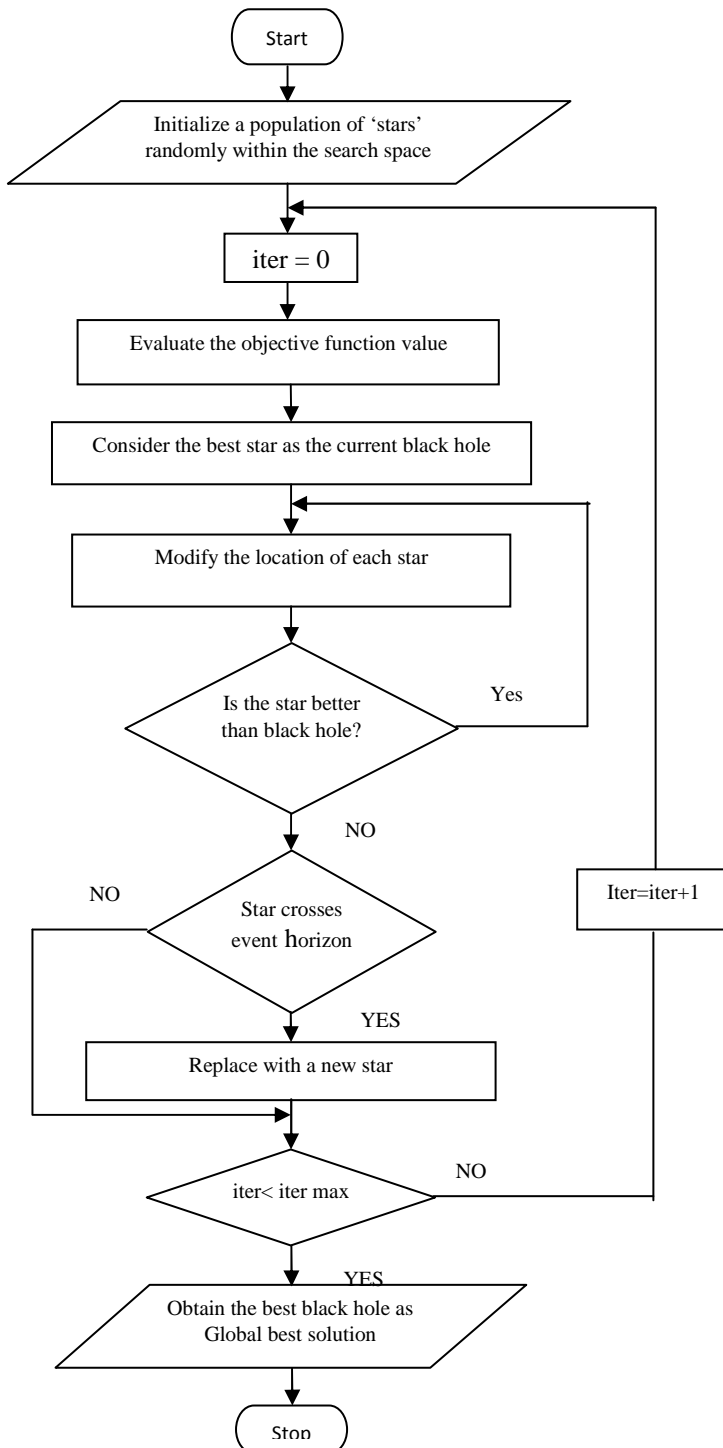 Start
Initialize a population of ‘stars’
randomly within the search space
iter = 0
Evaluate the objective function value
Consider the best star as the current black hole
Modify the location of each star
Is the star better
than black hole?
Yes
NO
NO
Star crosses
event horizon
Iter=iter+1
YES
Replace with a new star
iter< iter max
NO
YES
Obtain the best black hole as
Global best solution
Stop